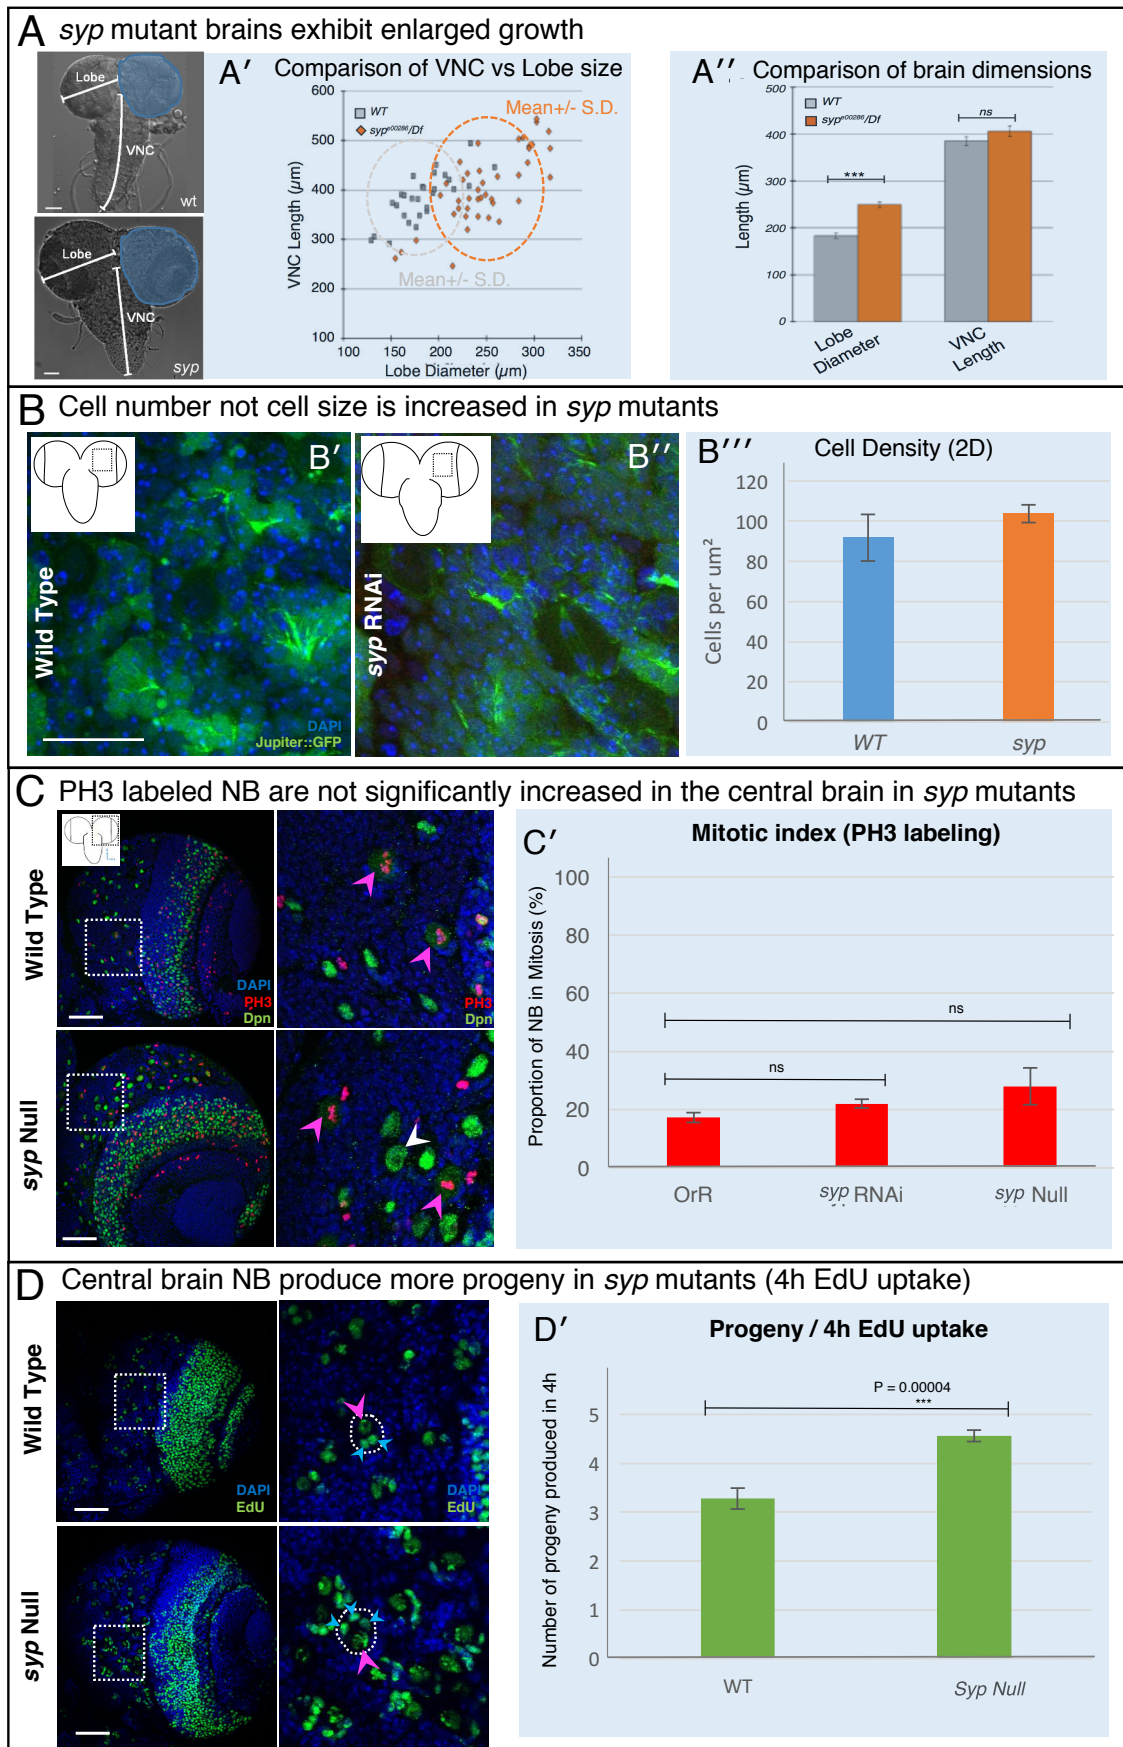 A syp mutant brains exhibit enlarged growth
Lobe
VNC
wt
Lobe
VNC
syp
A' Comparison of VNC vs Lobe size
WT
syp^e00286/Df
Mean+/- S.D.
Mean+/- S.D.
VNC Length (µm)
600
500
400
300
200
100
100 150 200 250 300 350
Lobe Diameter (µm)
A'' Comparison of brain dimensions
WT
syp^e00286/Df
ns
***
Length (µm)
500
400
300
200
100
0
Lobe
Diameter
VNC
Length
B Cell number not cell size is increased in syp mutants
B'
Wild Type
DAPI
Jupiter::GFP
B''
syp RNAi
B'''
Cell Density (2D)
Cells per um²
120
100
80
60
40
20
0
WT syp
C PH3 labeled NB are not significantly increased in the central brain in syp mutants
Wild Type
DAPI
PH3
Dpn
PH3
Dpn
syp Null
C'
Mitotic index (PH3 labeling)
Proportion of NB in Mitosis (%)
100
80
60
40
20
0
ns
ns
OrR syp RNAi syp Null
D Central brain NB produce more progeny in syp mutants (4h EdU uptake)
Wild Type
DAPI
EdU
DAPI
EdU
syp Null
D'
Progeny / 4h EdU uptake
P = 0.00004
***
Number of progeny produced in 4h
5
4
3
2
1
0
WT Syp Null